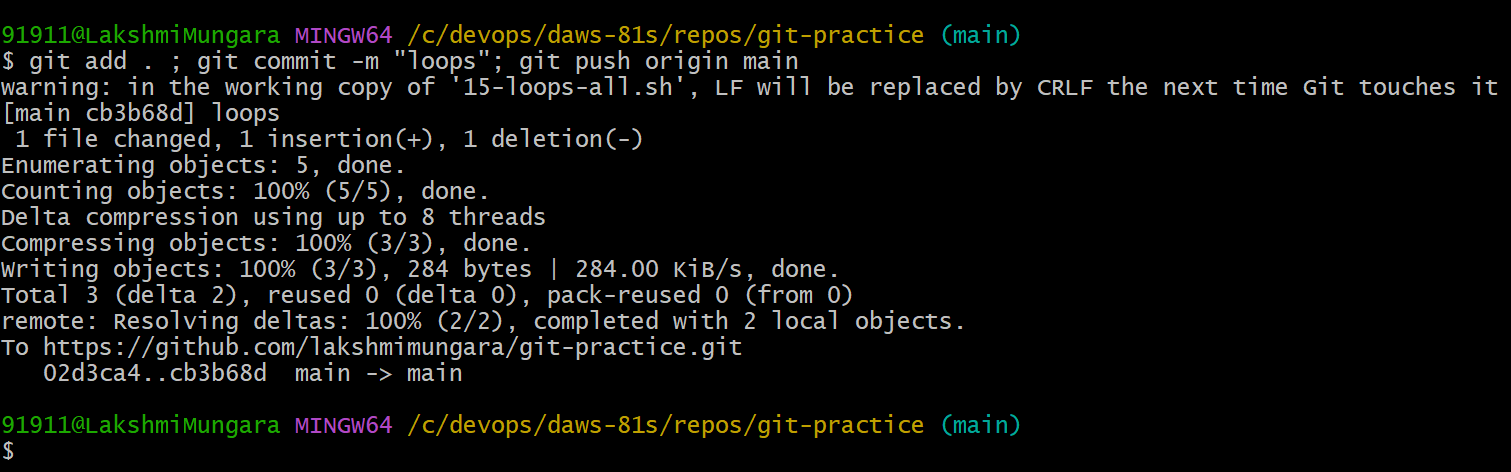 91911@LakshmiMungara MINGW64 /c/devops/daws-81s/repos/git-practice (main)
$ git add . ; git commit -m "loops"; git push origin main
warning: in the working copy of '15-loops-all.sh', LF will be replaced by CRLF the next time Git touches it
[main cb3b68d] loops
 1 file changed, 1 insertion(+), 1 deletion(-)
Enumerating objects: 5, done.
Counting objects: 100% (5/5), done.
Delta compression using up to 8 threads
Compressing objects: 100% (3/3), done.
Writing objects: 100% (3/3), 284 bytes | 284.00 KiB/s, done.
Total 3 (delta 2), reused 0 (delta 0), pack-reused 0 (from 0)
remote: Resolving deltas: 100% (2/2), completed with 2 local objects.
To https://github.com/lakshmimungara/git-practice.git
   02d3ca4..cb3b68d  main -> main
91911@LakshmiMungara MINGW64 /c/devops/daws-81s/repos/git-practice (main)
$